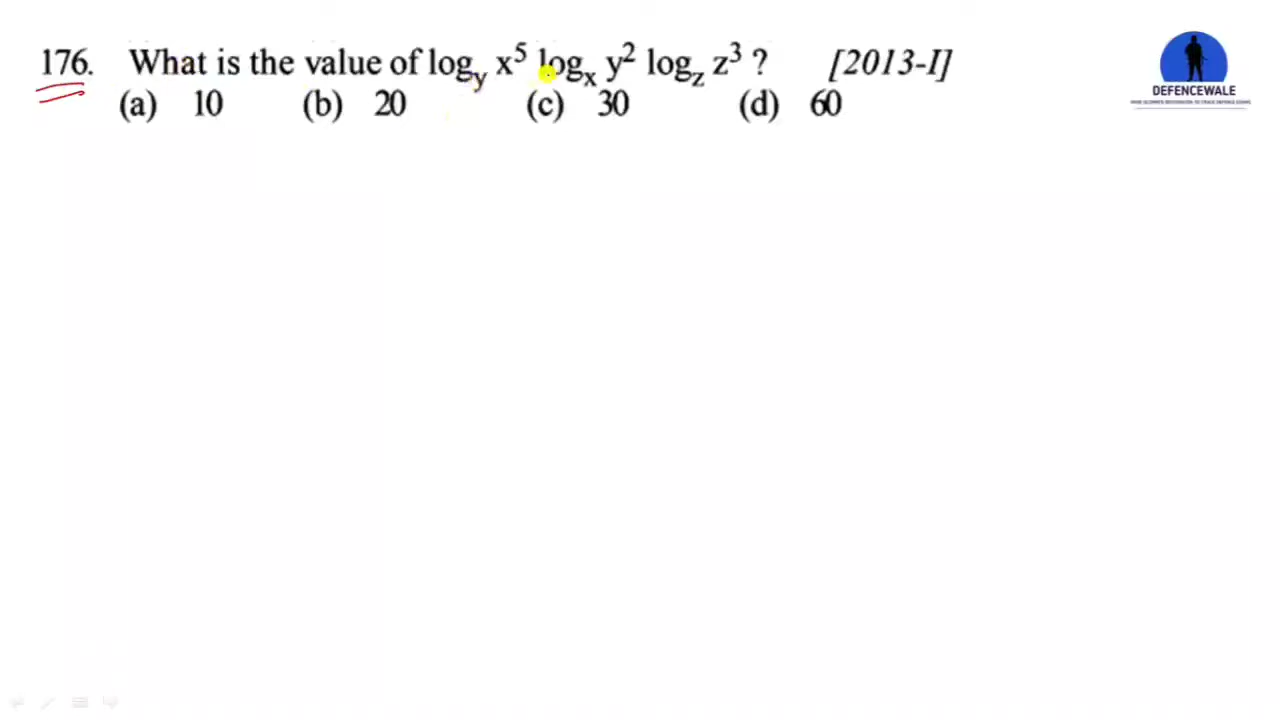 176. What is the value of log_y x^5 log_x y^2 log_z z^3 ? [2013-I]
(a) 10 (b) 20 (c) 30 (d) 60
DEFENCEWALE